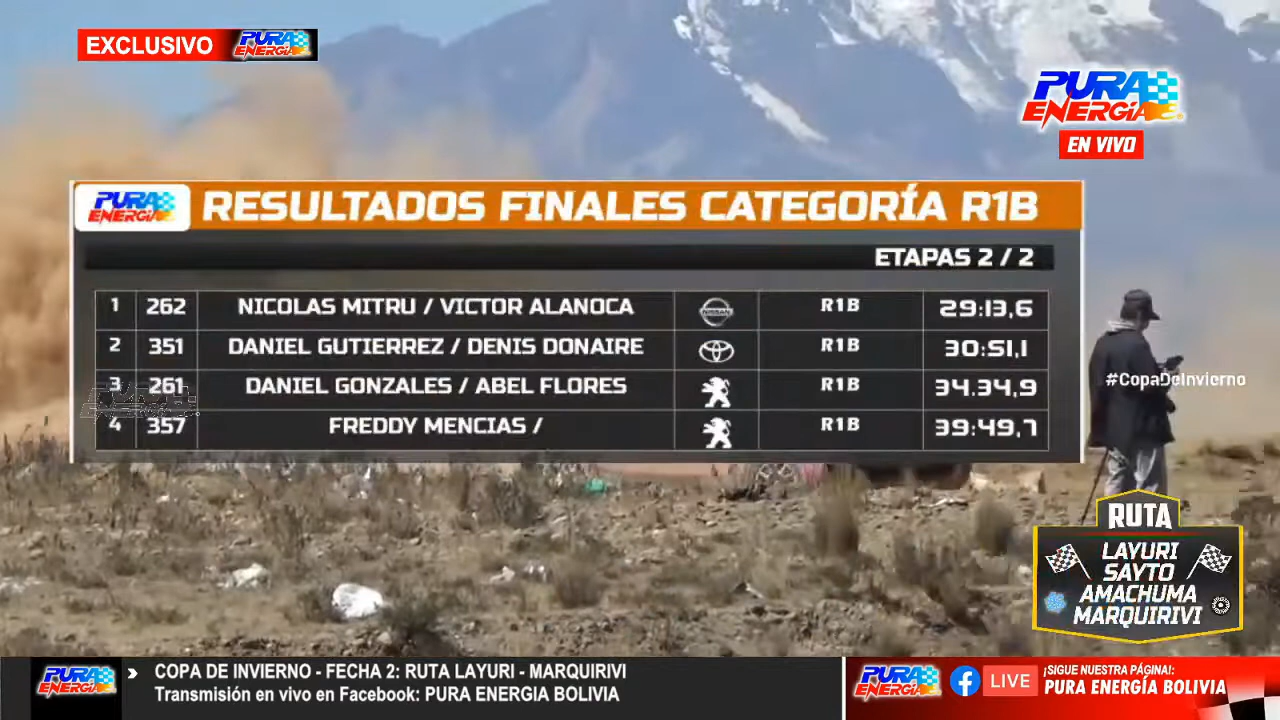 EXCLUSIVO PURA ENERGÍA
PURA ENERGÍA
EN VIVO
PURA ENERGÍA RESULTADOS FINALES CATEGORÍA R1B
ETAPAS 2 / 2
1 262 NICOLAS MITRU / VICTOR ALANOCA NISSAN R1B 29:13,6
2 351 DANIEL GUTIERREZ / DENIS DONAIRE R1B 30:51,1
3 261 DANIEL GONZALES / ABEL FLORES R1B 34.34,9
4 357 FREDDY MENCIAS / R1B 39:49,7
#CopaDeInvierno
RUTA
LAYURI
SAYTO
AMACHUMA
MARQUIRIVI
PURA ENERGÍA › COPA DE INVIERNO - FECHA 2: RUTA LAYURI - MARQUIRIVI
Transmisión en vivo en Facebook: PURA ENERGIA BOLIVIA
PURA ENERGÍA LIVE ¡SIGUE NUESTRA PÁGINA!:
PURA ENERGÍA BOLIVIA